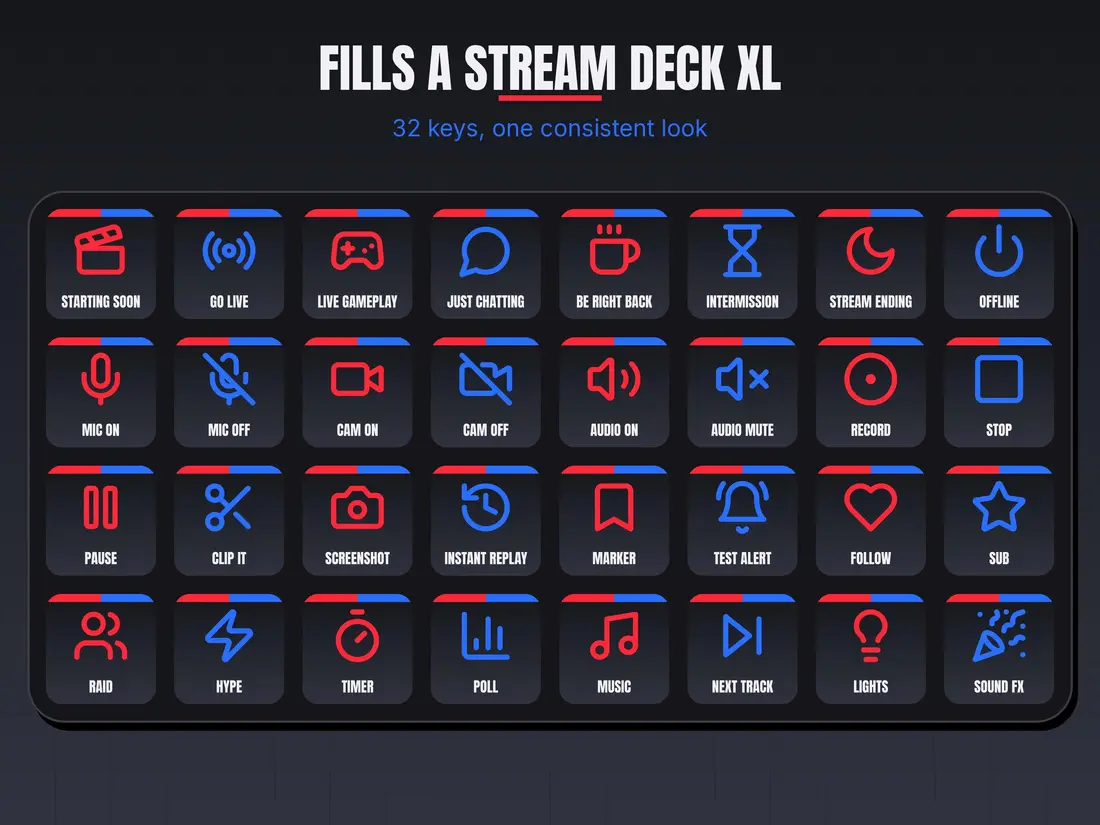 FILLS A STREAM DECK XL
32 keys, one consistent look
STARTING SOON
GO LIVE
LIVE GAMEPLAY
JUST CHATTING
BE RIGHT BACK
INTERMISSION
STREAM ENDING
OFFLINE
MIC ON
MIC OFF
CAM ON
CAM OFF
AUDIO ON
AUDIO MUTE
RECORD
STOP
PAUSE
CLIP IT
SCREENSHOT
INSTANT REPLAY
MARKER
TEST ALERT
FOLLOW
SUB
RAID
HYPE
TIMER
POLL
MUSIC
NEXT TRACK
LIGHTS
SOUND FX